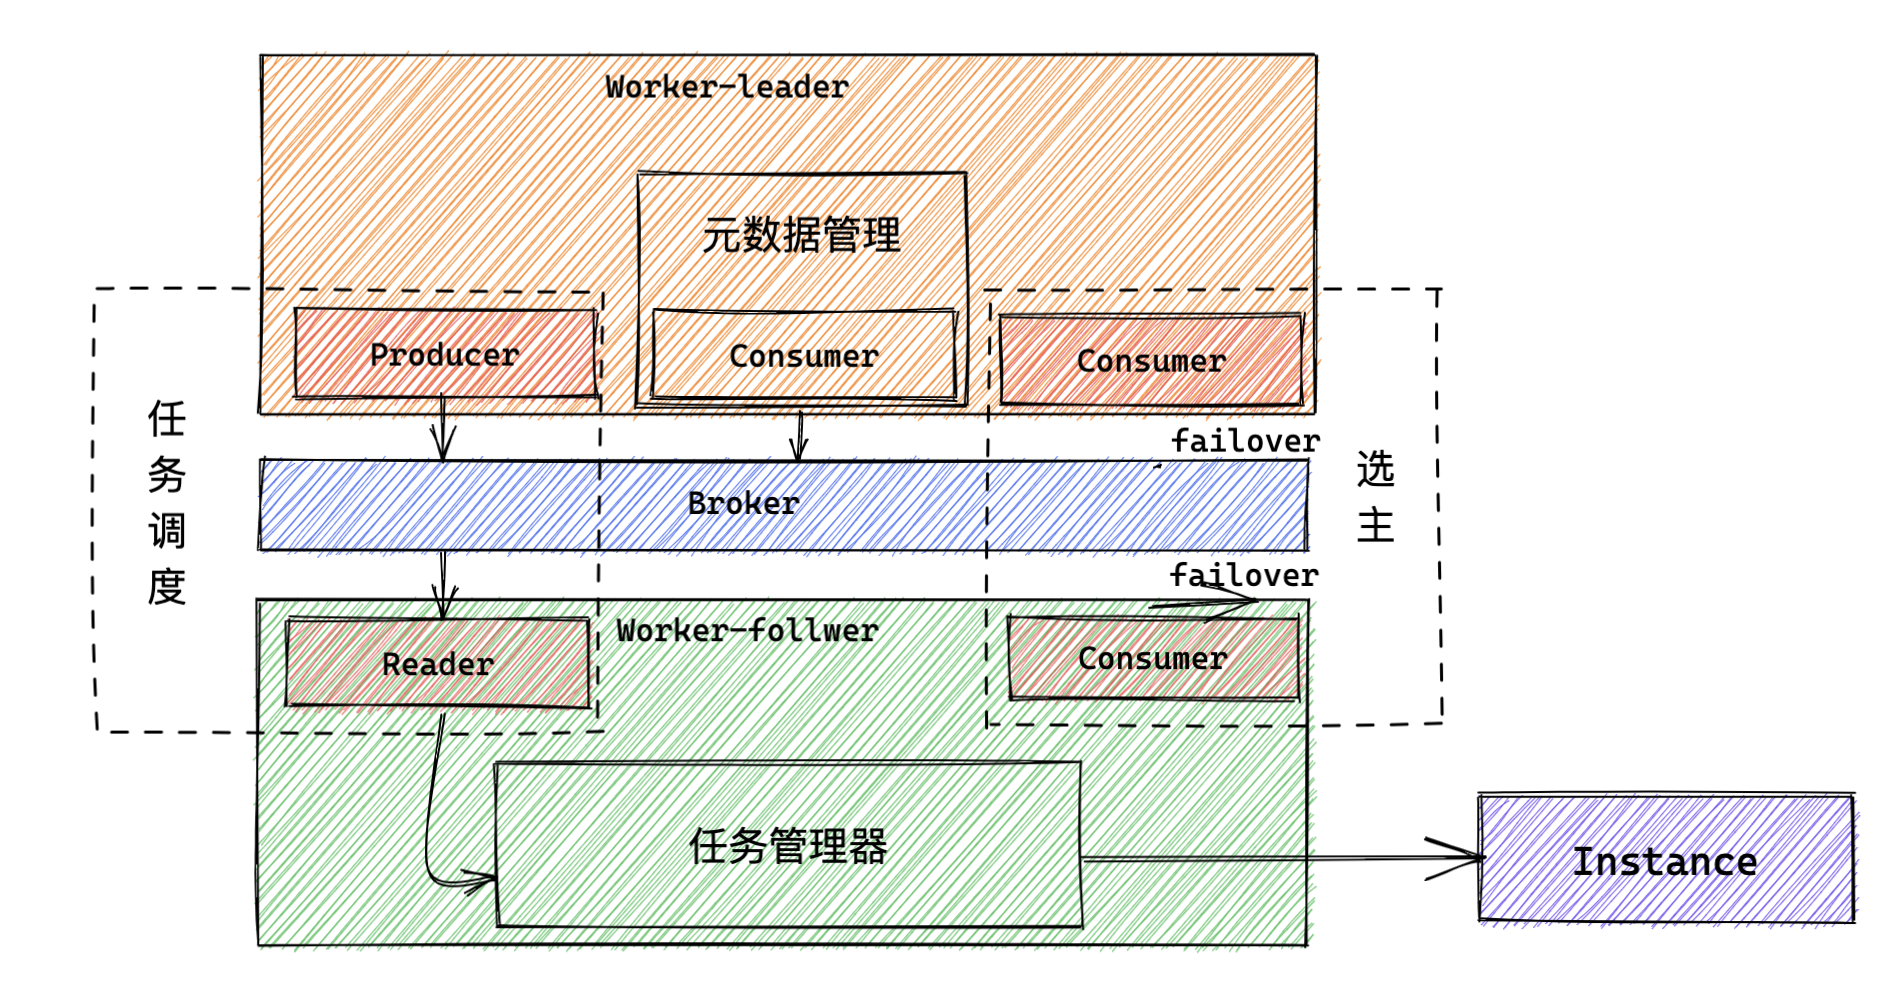 Worker-leader
元数据管理
Producer
Consumer
Consumer
任
务
调
度
failover
选
主
Broker
failover
Worker-follwer
Reader
Consumer
任务管理器
Instance